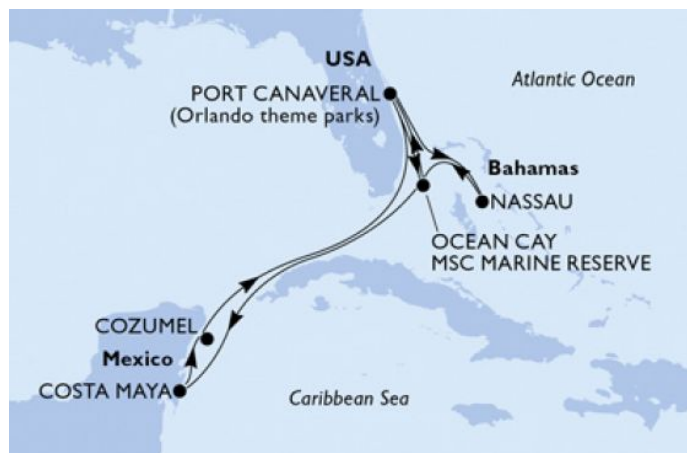 USA
PORT CANAVERAL
(Orlando theme parks)
Atlantic Ocean
Bahamas
NASSAU
OCEAN CAY
MSC MARINE RESERVE
COZUMEL
Mexico
COSTA MAYA
Caribbean Sea